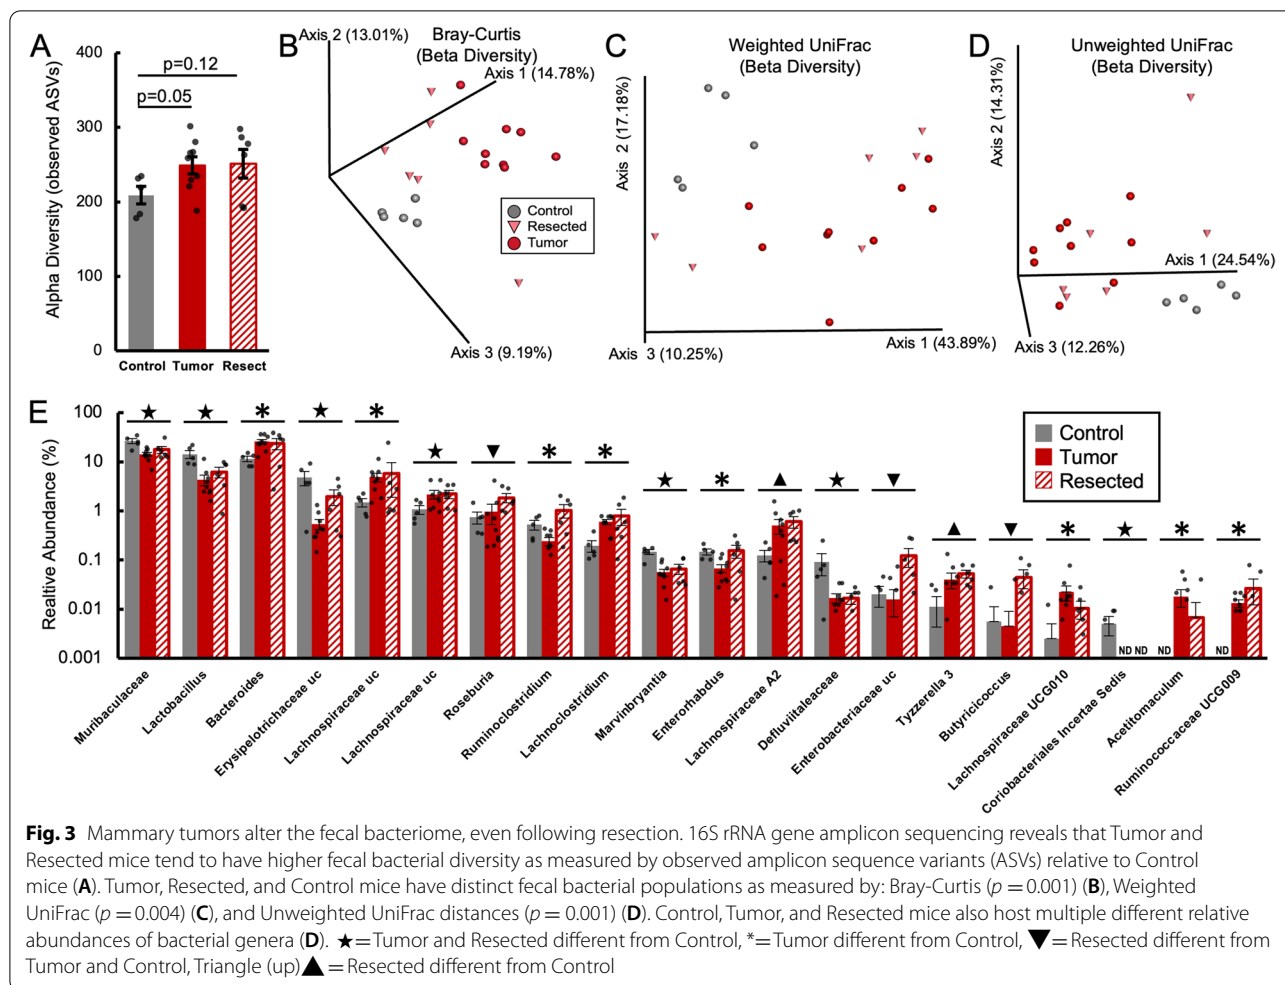 A
Alpha Diversity (observed ASVs)
400
300
200
100
0
p=0.12
p=0.05
Control Tumor Resect
B
Axis 2 (13.01%)
Bray-Curtis
(Beta Diversity)
Axis 1 (14.78%)
Control
Resected
Tumor
Axis 3 (9.19%)
C
Weighted UniFrac
(Beta Diversity)
Axis 2 (17.18%)
Axis 3 (10.25%)
Axis 1 (43.89%)
D
Unweighted UniFrac
(Beta Diversity)
Axis 2 (14.31%)
Axis 1 (24.54%)
Axis 3 (12.26%)
E
Realtive Abundance (%)
100
10
1
0.1
0.01
0.001
★ ★ * ★ * ★ ▼ * * ★ * ▲ ★ ▼ ▲ ▼ * ★ * *
Control
Tumor
Resected
ND ND ND ND
Muribaculaceae
Lactobacillus
Bacteroides
Erysipelotrichaceae uc
Lachnospiraceae uc
Lachnospiraceae uc
Roseburia
Ruminoclostridium
Lachnoclostridium
Marvinbryantia
Enterorhabdus
Lachnospiraceae A2
Defluviitaleaceae
Enterobacteriaceae uc
Tyzzerella 3
Butyricicoccus
Lachnospiraceae UCG010
Coriobacteriales Incertae Sedis
Acetitomaculum
Ruminococcaceae UCG009
Fig. 3 Mammary tumors alter the fecal bacteriome, even following resection. 16S rRNA gene amplicon sequencing reveals that Tumor and
Resected mice tend to have higher fecal bacterial diversity as measured by observed amplicon sequence variants (ASVs) relative to Control
mice (A). Tumor, Resected, and Control mice have distinct fecal bacterial populations as measured by: Bray-Curtis (p = 0.001) (B), Weighted
UniFrac (p = 0.004) (C), and Unweighted UniFrac distances (p = 0.001) (D). Control, Tumor, and Resected mice also host multiple different relative
abundances of bacterial genera (D). ★=Tumor and Resected different from Control, *=Tumor different from Control, ▼=Resected different from
Tumor and Control, Triangle (up)▲=Resected different from Control